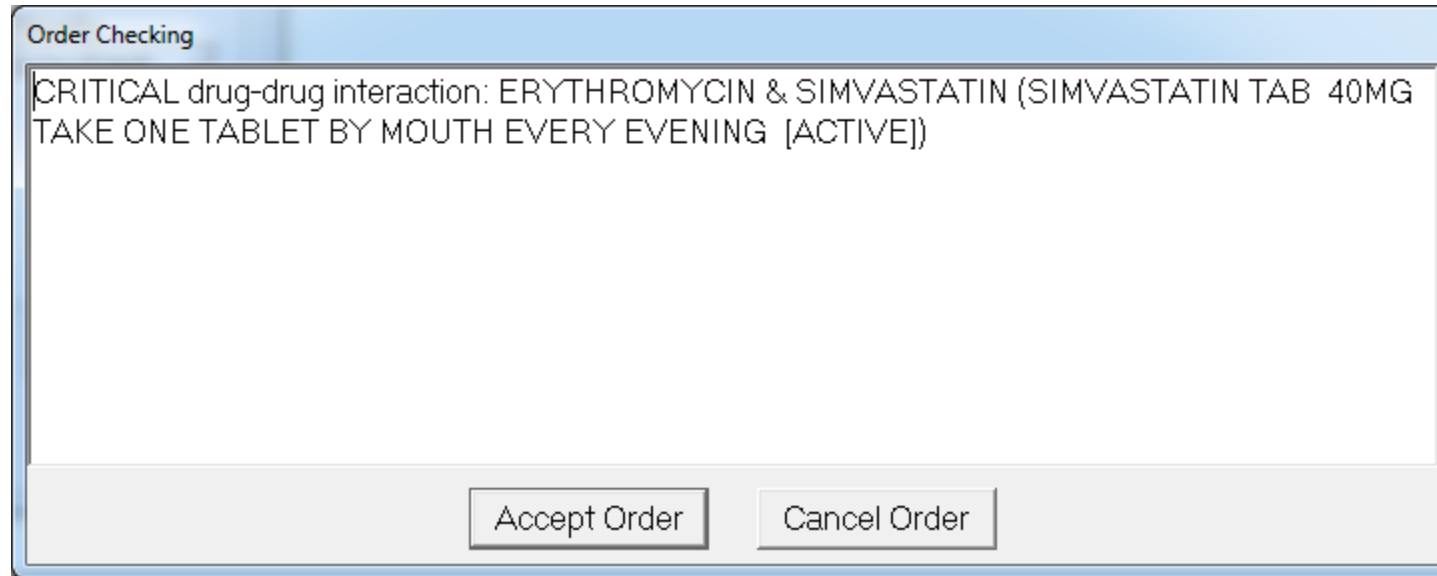 Order Checking
CRITICAL drug-drug interaction: ERYTHROMYCIN & SIMVASTATIN (SIMVASTATIN TAB  40MG
TAKE ONE TABLET BY MOUTH EVERY EVENING  [ACTIVE])
Accept Order
Cancel Order